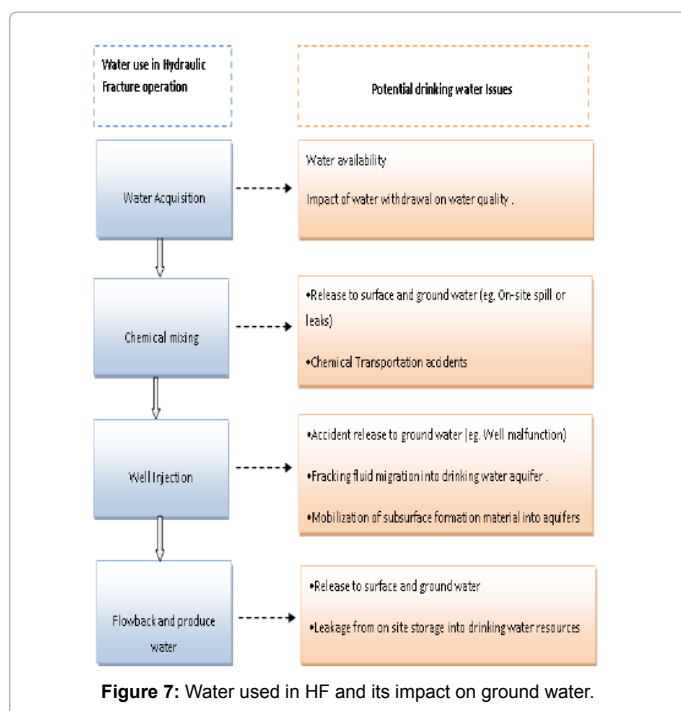 Water use in Hydraulic
Fracture operation
Potential drinking water Issues
Water Acquisition
Water availability
Impact of water withdrawal on water quality .
Chemical mixing
•Release to surface and ground water (eg. On-site spill or
leaks)
•Chemical Transportation accidents
Well Injection
•Accident release to ground water (eg. Well malfunction)
•Fracking fluid migration into drinking water aquifer .
•Mobilization of subsurface formation material into aquifers
Flowback and produce
water
•Release to surface and ground water
•Leakage from on site storage into drinking water resources
Figure 7: Water used in HF and its impact on ground water.